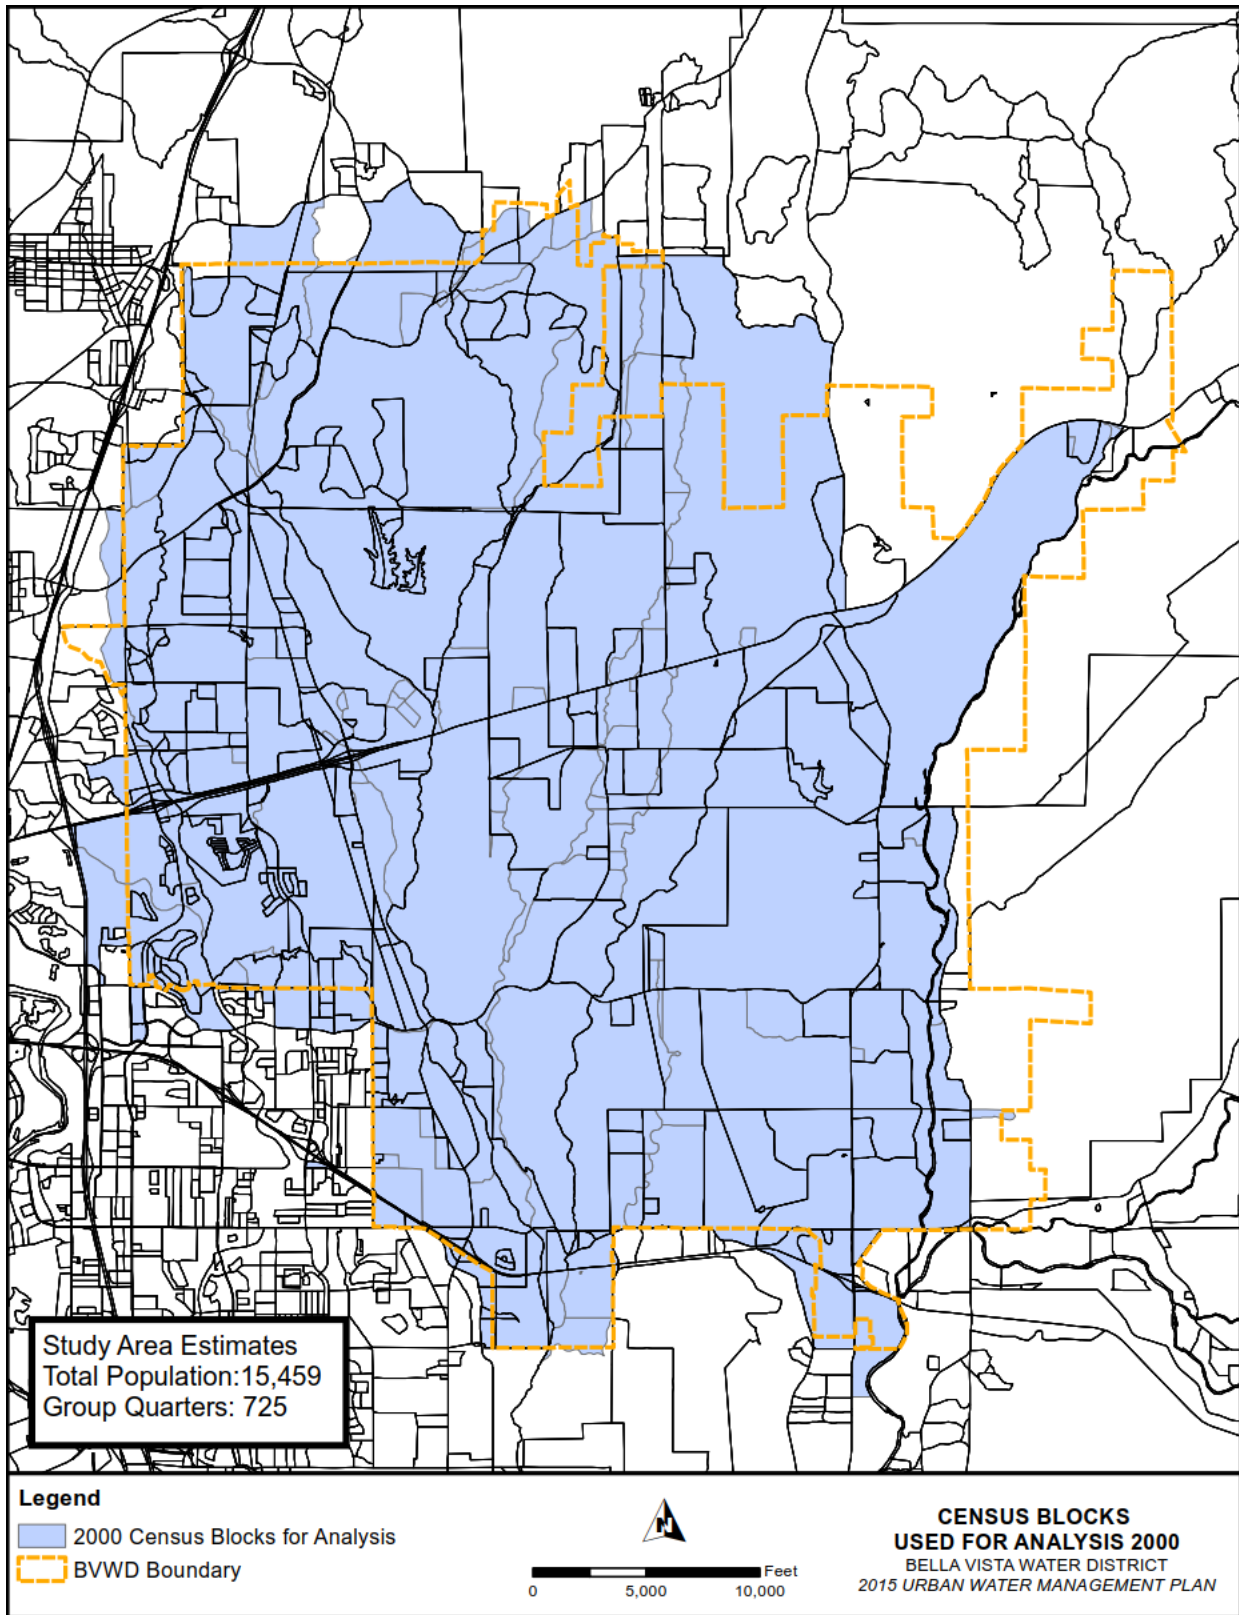 Study Area Estimates
Total Population:15,459
Group Quarters: 725
Legend
2000 Census Blocks for Analysis
BVWD Boundary
N
Feet
0 5,000 10,000
CENSUS BLOCKS
USED FOR ANALYSIS 2000
BELLA VISTA WATER DISTRICT
2015 URBAN WATER MANAGEMENT PLAN